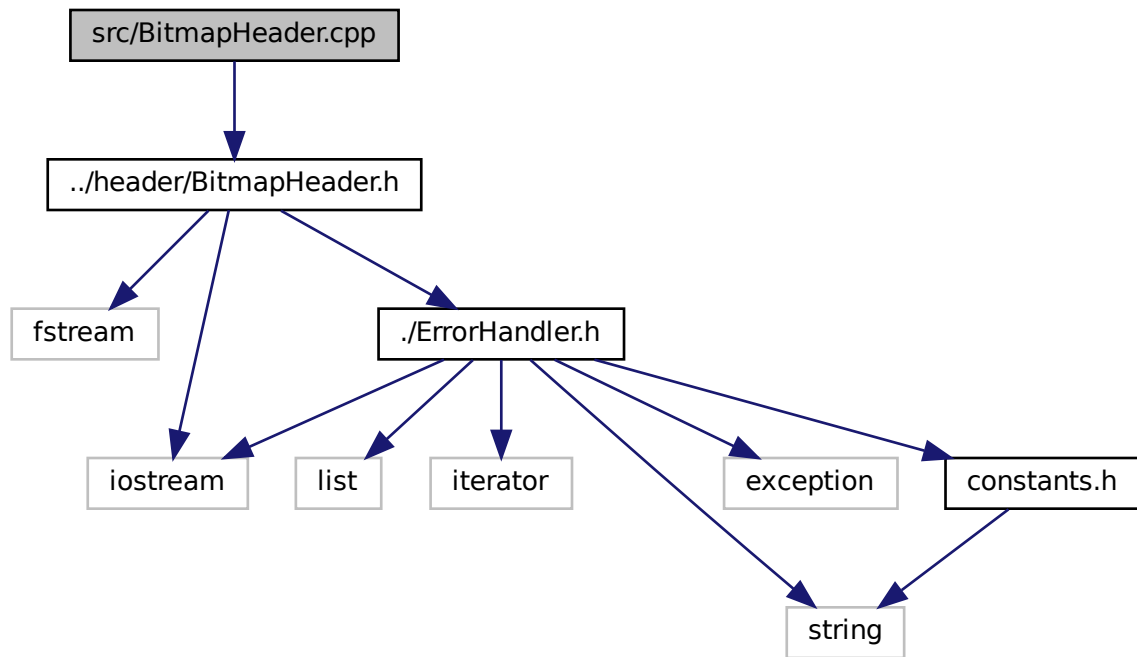 src/BitmapHeader.cpp
../header/BitmapHeader.h
fstream
./ErrorHandler.h
iostream
list
iterator
exception
constants.h
string